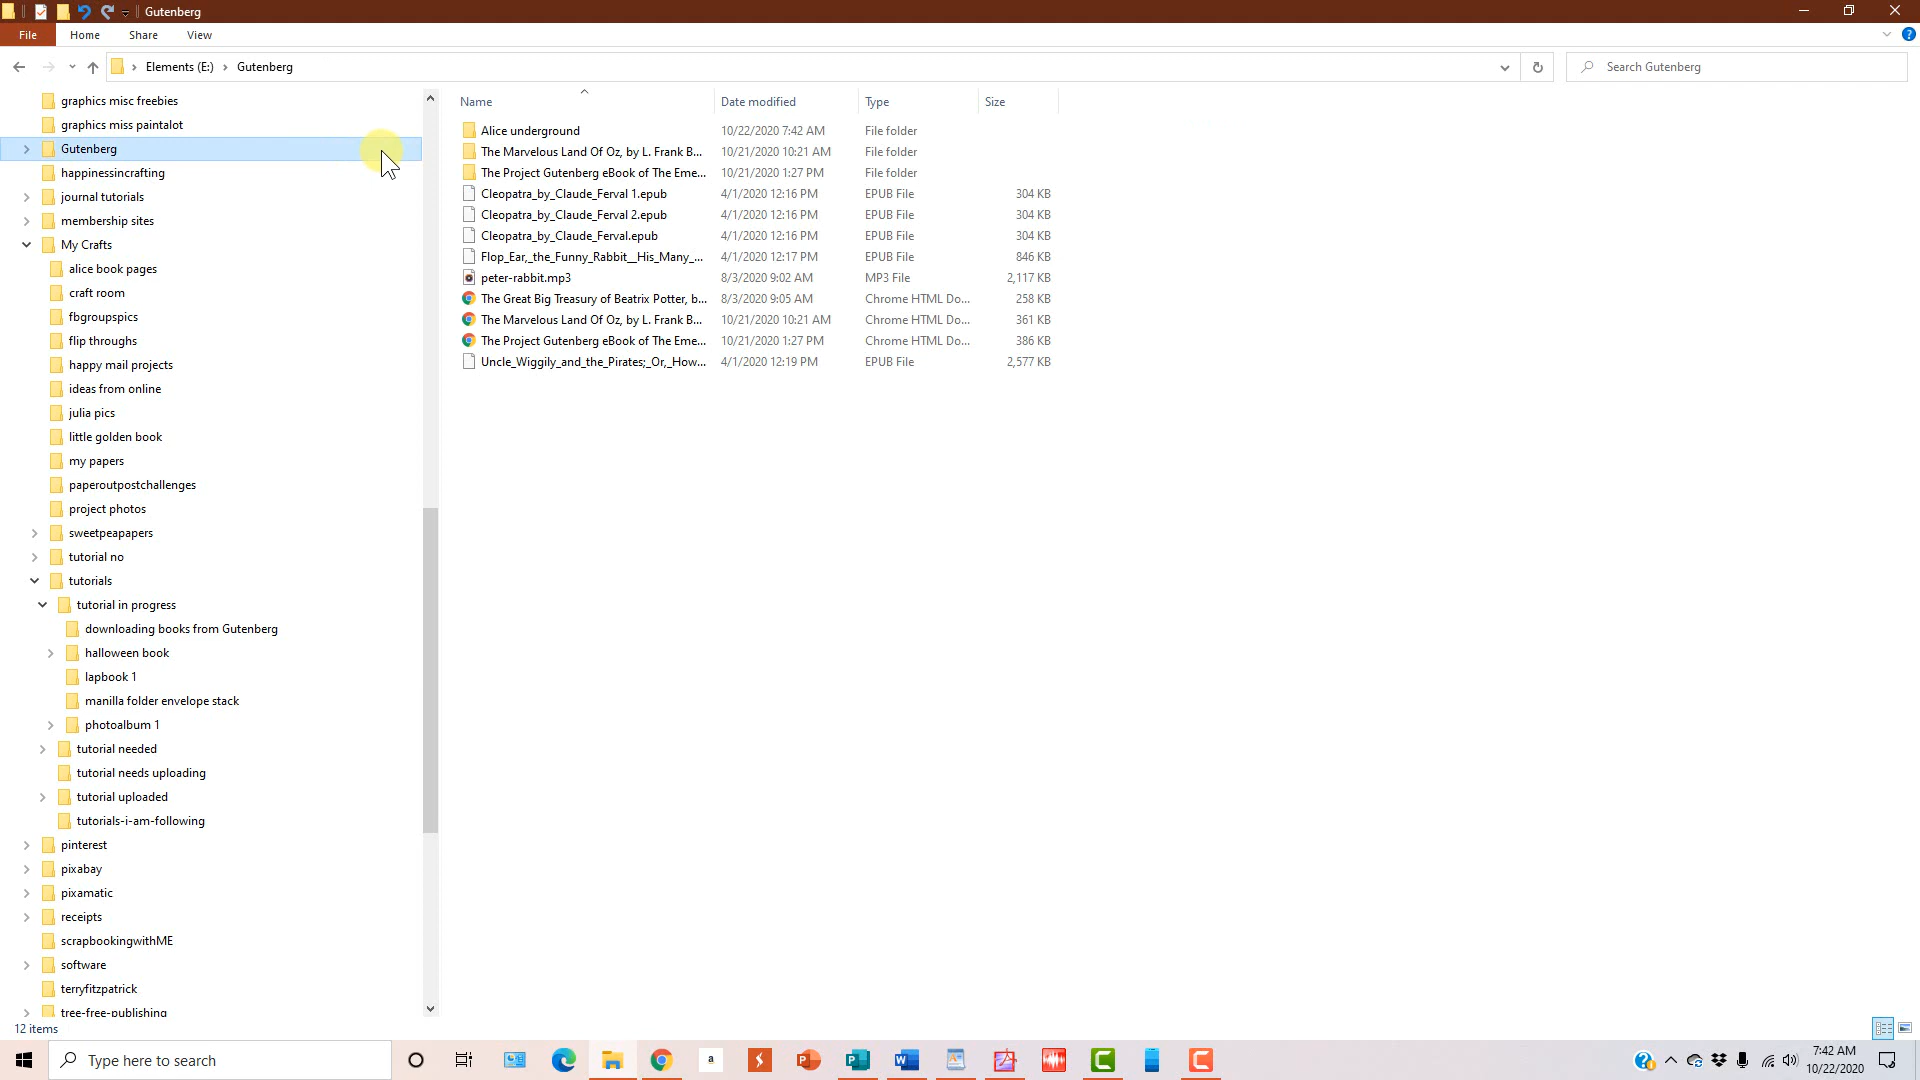 Gutenberg
File Home Share View
Elements (E:) Gutenberg
Search Gutenberg
graphics misc freebies
graphics miss paintalot
Gutenberg
happinessincrafting
journal tutorials
membership sites
My Crafts
alice book pages
craft room
fbgroupspics
flip throughs
happy mail projects
ideas from online
julia pics
little golden book
my papers
paperoutpostchallenges
project photos
sweetpeapapers
tutorial no
tutorials
tutorial in progress
downloading books from Gutenberg
halloween book
lapbook 1
manilla folder envelope stack
photoalbum 1
tutorial needed
tutorial needs uploading
tutorial uploaded
tutorials-i-am-following
pinterest
pixabay
pixamatic
receipts
scrapbookingwithME
software
terryfitzpatrick
tree-free-publishing
Name Date modified Type Size
Alice underground 10/22/2020 7:42 AM File folder
The Marvelous Land Of Oz, by L. Frank B... 10/21/2020 10:21 AM File folder
The Project Gutenberg eBook of The Eme... 10/21/2020 1:27 PM File folder
Cleopatra_by_Claude_Ferval 1.epub 4/1/2020 12:16 PM EPUB File 304 KB
Cleopatra_by_Claude_Ferval 2.epub 4/1/2020 12:16 PM EPUB File 304 KB
Cleopatra_by_Claude_Ferval.epub 4/1/2020 12:16 PM EPUB File 304 KB
Flop_Ear,_the_Funny_Rabbit__His_Many_... 4/1/2020 12:17 PM EPUB File 846 KB
peter-rabbit.mp3 8/3/2020 9:02 AM MP3 File 2,117 KB
The Great Big Treasury of Beatrix Potter, b... 8/3/2020 9:05 AM Chrome HTML Do... 258 KB
The Marvelous Land Of Oz, by L. Frank B... 10/21/2020 10:21 AM Chrome HTML Do... 361 KB
The Project Gutenberg eBook of The Eme... 10/21/2020 1:27 PM Chrome HTML Do... 386 KB
Uncle_Wiggily_and_the_Pirates;_Or,_How... 4/1/2020 12:19 PM EPUB File 2,577 KB
12 items
Type here to search
7:42 AM
10/22/2020